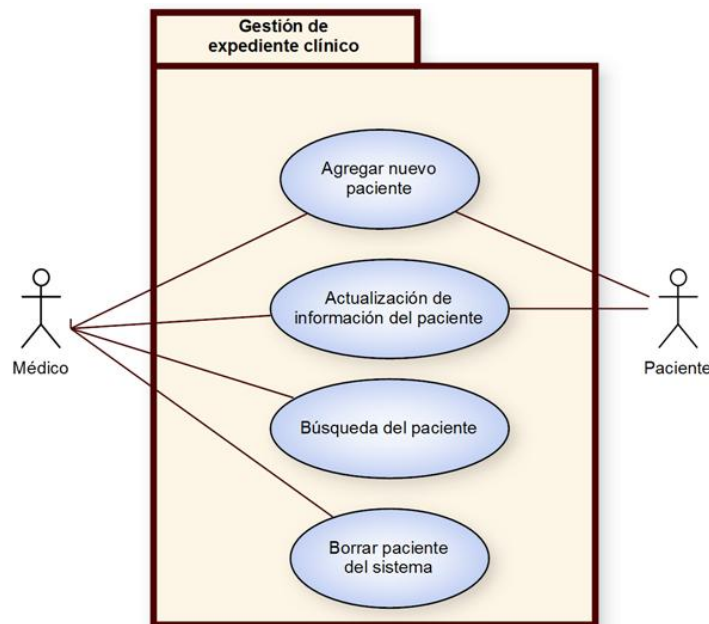 Gestión de
expediente clínico
Agregar nuevo
paciente
Actualización de
información del paciente
Médico
Paciente
Búsqueda del paciente
Borrar paciente
del sistema